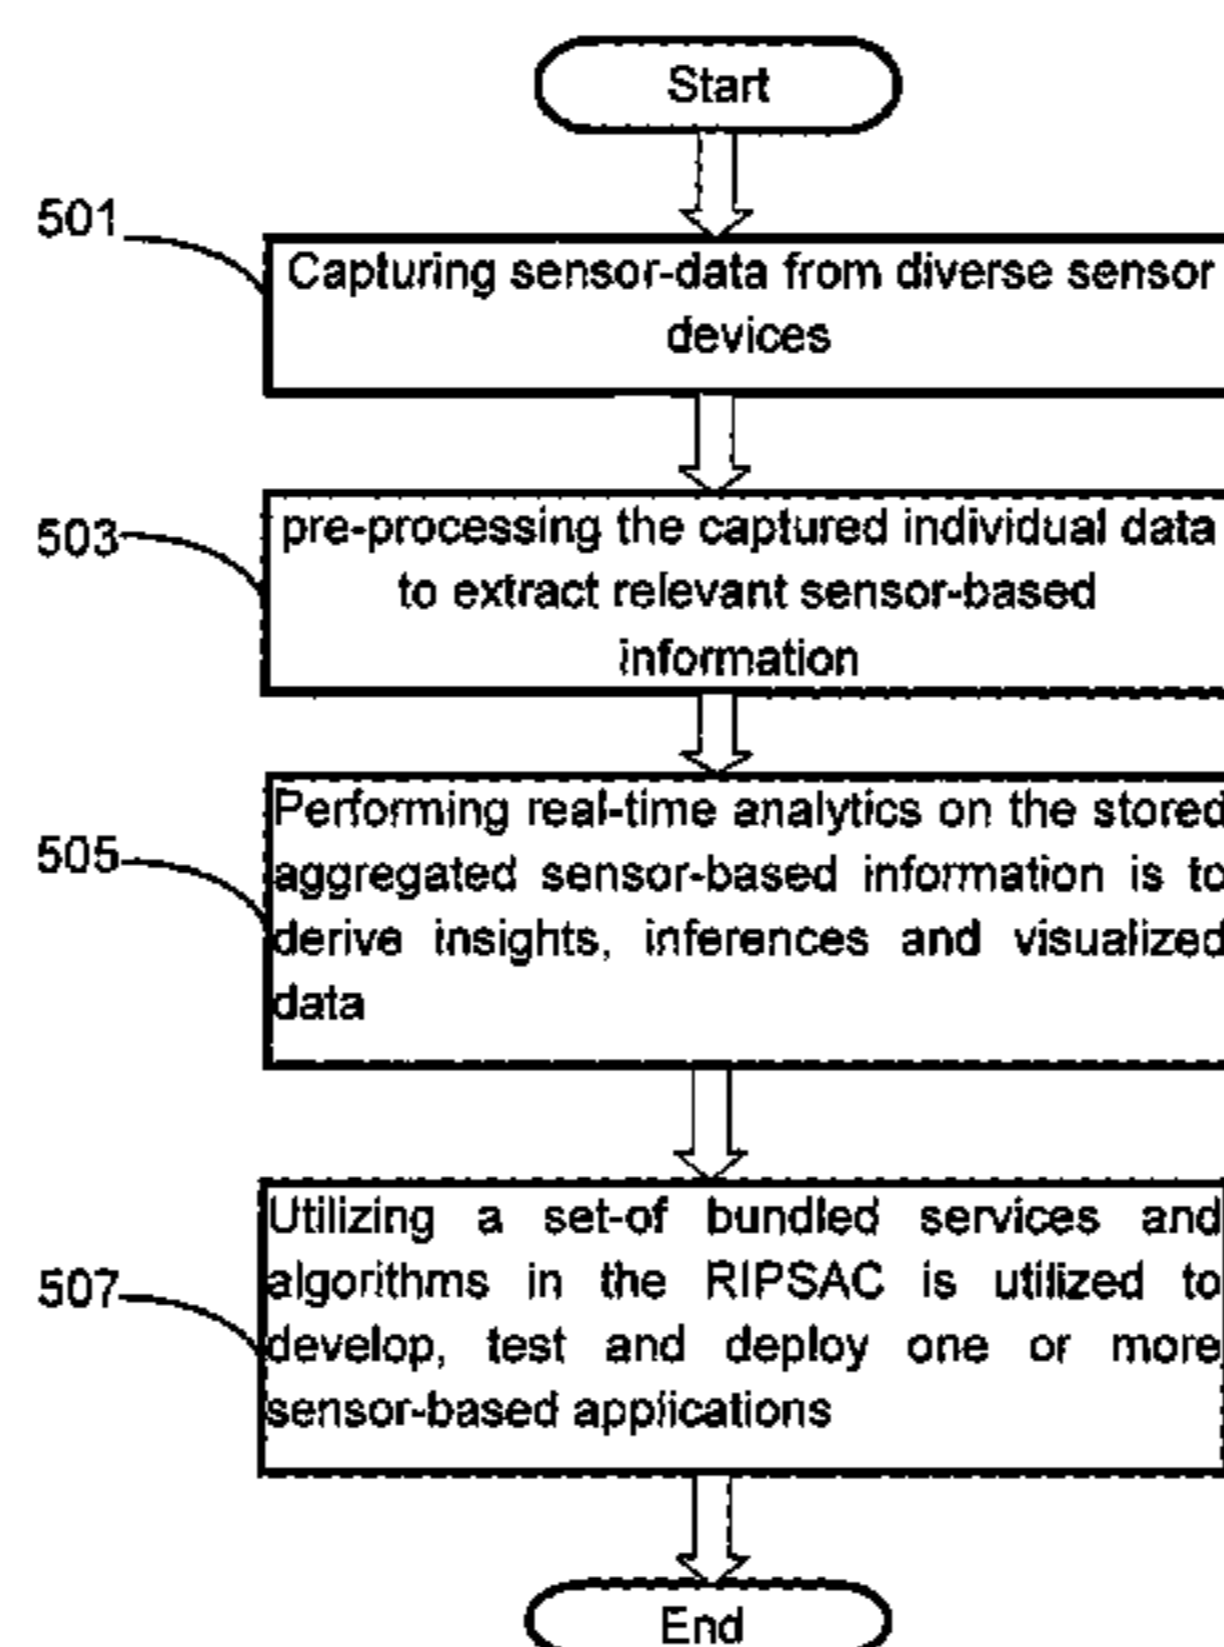 Start
501
Capturing sensor-data from diverse sensor
devices
503
pre-processing the captured individual data
to extract relevant sensor-based
information
505
Performing real-time analytics on the stored
aggregated sensor-based information is to
derive insights, inferences and visualized
data
507
Utilizing a set-of bundled services and
algorithms in the RIPSAC is utilized to
develop, test and deploy one or more
sensor-based applications
End